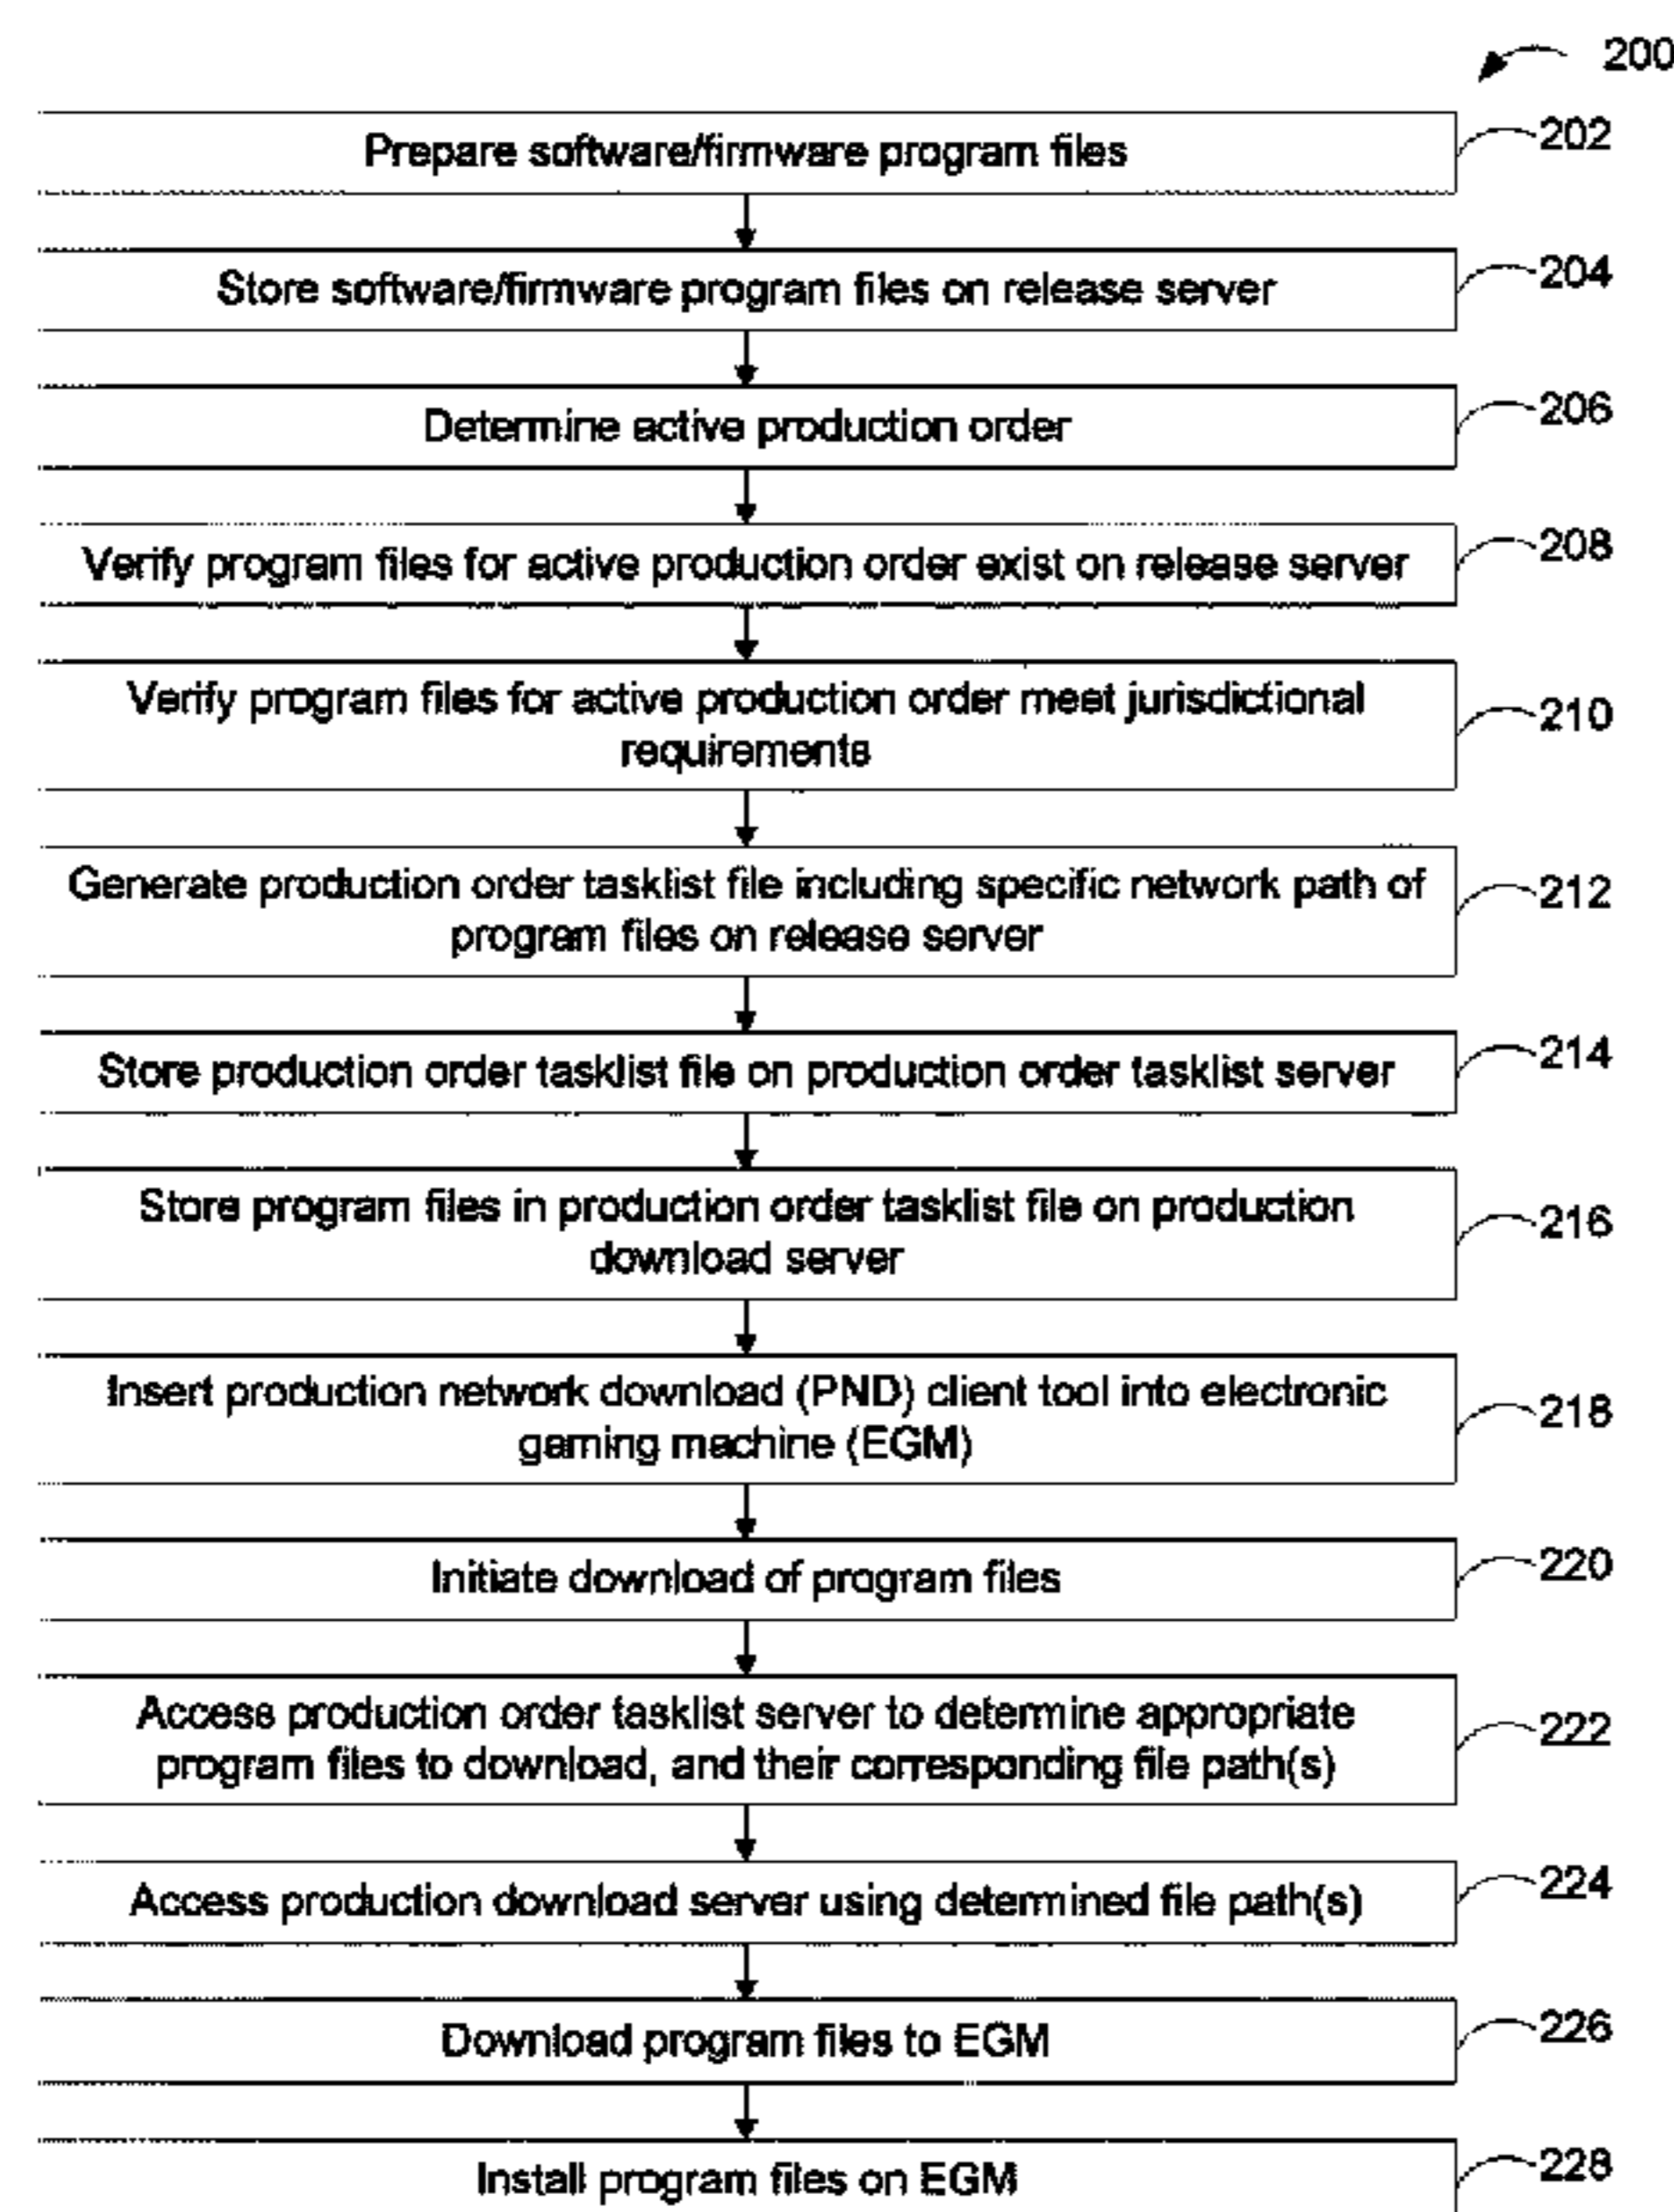 200
Prepare software/firmware program files
202
Store software/firmware program files on release server
204
Determine active production order
206
Verify program files for active production order exist on release server
208
Verify program files for active production order meet jurisdictional
requirements
210
Generate production order tasklist file including specific network path of
program files on release server
212
Store production order tasklist file on production order tasklist server
214
Store program files in production order tasklist file on production
download server
216
Insert production network download (PND) client tool into electronic
gaming machine (EGM)
218
Initiate download of program files
220
Access production order tasklist server to determine appropriate
program files to download, and their corresponding file path(s)
222
Access production download server using determined file path(s)
224
Download program files to EGM
226
Install program files on EGM
228